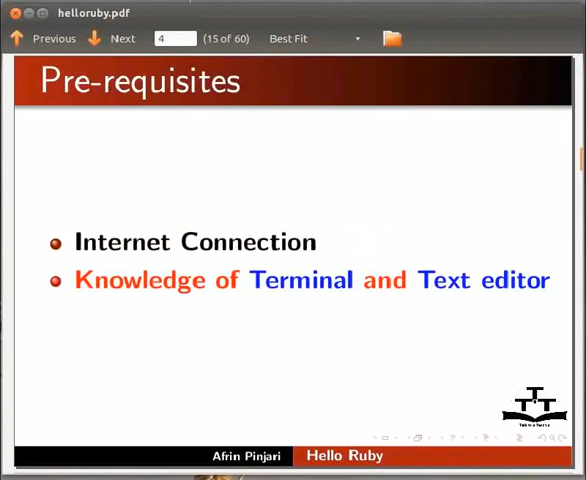 helloruby.pdf
Previous Next 4 (15 of 60) Best Fit
Pre-requisites
Internet Connection
Knowledge of Terminal and Text editor
Afrin Pinjari Hello Ruby